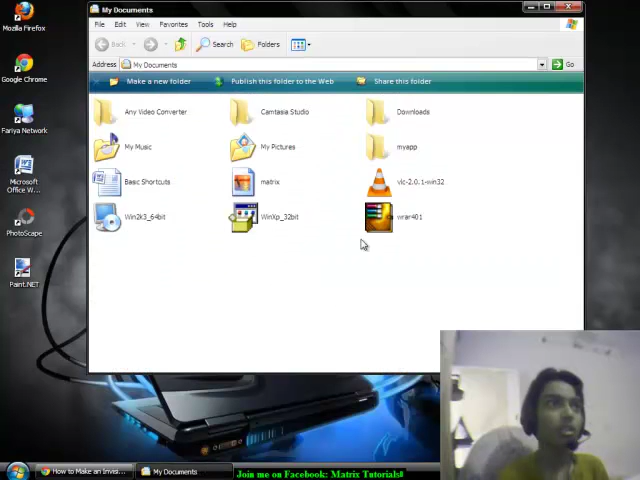 My Documents
File Edit View Favorites Tools Help
Back Search Folders
Address My Documents Go
Make a new folder Publish this folder to the Web Share this folder
Any Video Converter Camtasia Studio Downloads
My Music My Pictures myapp
Basic Shortcuts matrix vlc-2.0.1-win32
Win2k3_64bit WinXp_32bit wrar401
Mozilla Firefox
Google Chrome
Fariya Network
Microsoft
Office W...
PhotoScape
Paint.NET
How to Make an Invisi... My Documents Join me on Facebook: Matrix Tutorials#